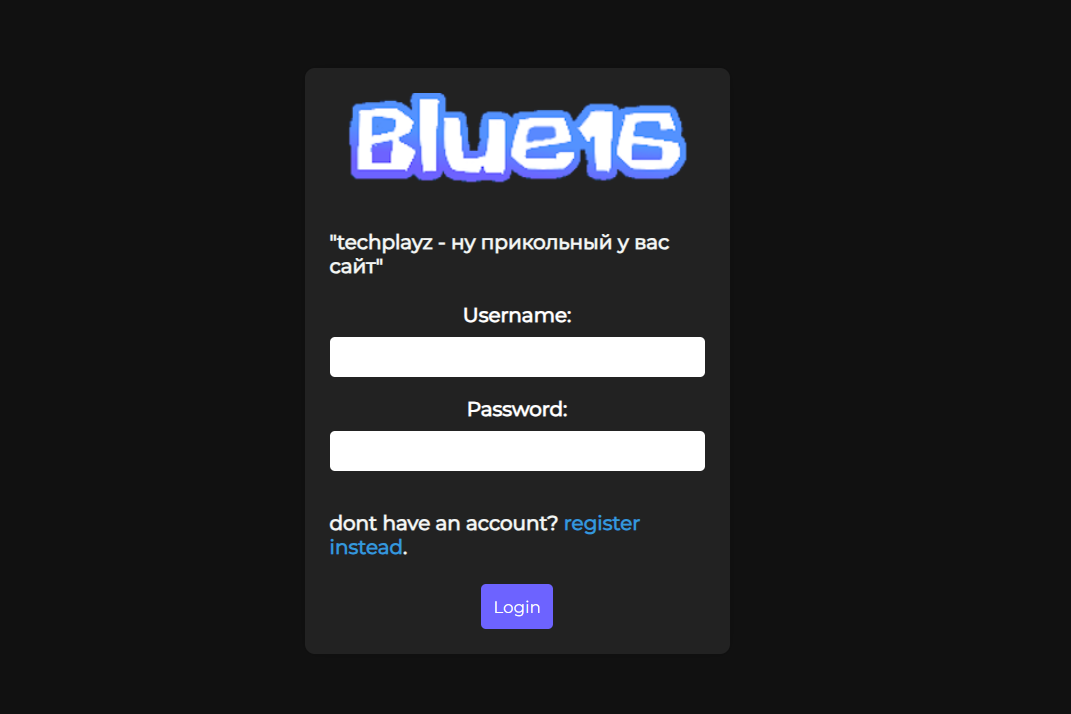 Blue16
"techplayz - ну прикольный у вас
сайт"
Username:
Password:
dont have an account? register
instead.
Login